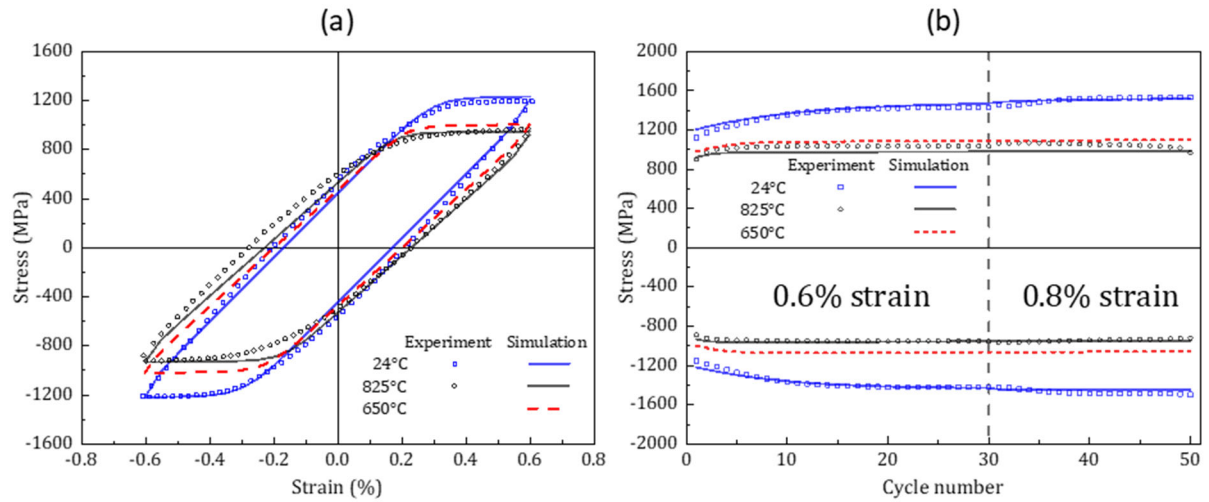 (a)
Stress (MPa)
1600
1200
800
400
0
-400
-800
-1200
-1600
Experiment Simulation
24°C
825°C
650°C
-0.8 -0.6 -0.4 -0.2 0.0 0.2 0.4 0.6 0.8
Strain (%)
(b)
Stress (MPa)
2000
1600
1200
800
400
0
-400
-800
-1200
-1600
-2000
Experiment Simulation
24°C
825°C
650°C
0.6% strain 0.8% strain
0 10 20 30 40 50
Cycle number